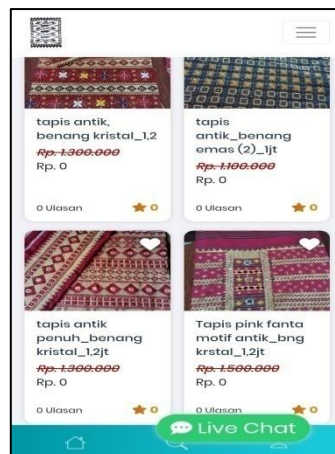 tapis antik,
benang kristal_1,2
Rp. 1.300.000
Rp. 0
0 Ulasan
0
tapis
antik_benang
emas (2)_1jt
Rp. 1.100.000
Rp. 0
0 Ulasan
0
tapis antik
penuh_benang
kristal_1,2jt
Rp. 1.300.000
Rp. 0
0 Ulasan
0
Tapis pink fanta
motif antik_bng
krstal_1,2jt
Rp. 1.500.000
Rp. 0
0 Ulasan
0
Live Chat